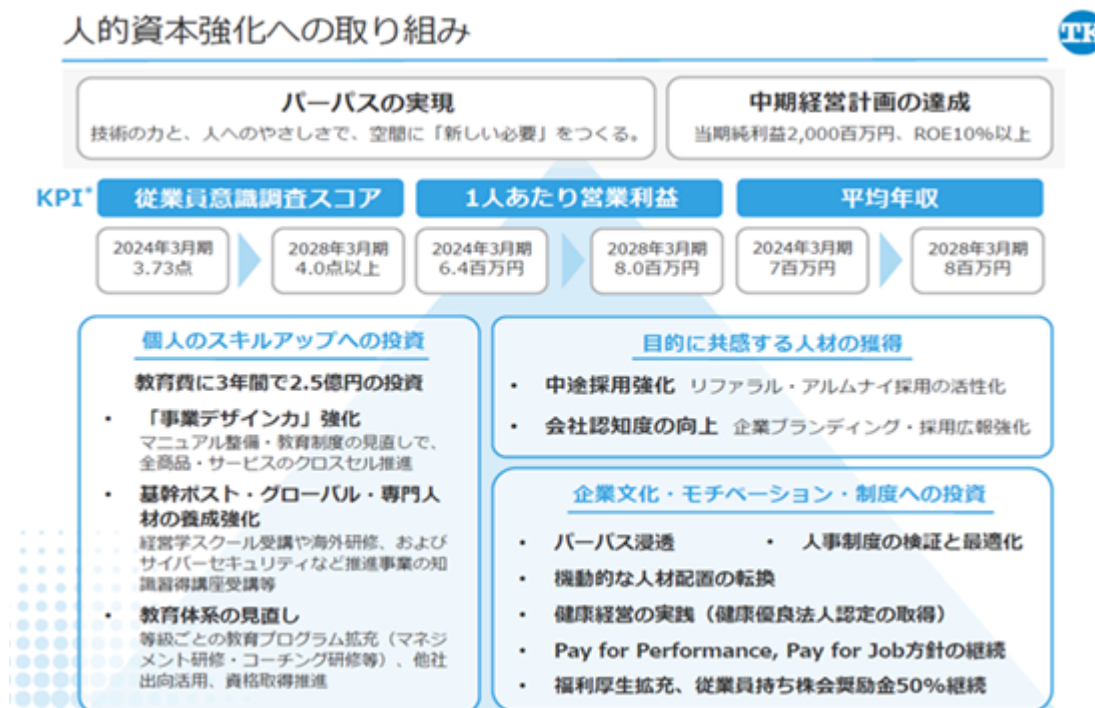 人的資本強化への取り組み
TK
パーパスの実現
技術の力と、人へのやさしさで、空間に「新しい必要」をつくる。
中期経営計画の達成
当期純利益2,000百万円、ROE10%以上
KPI*
従業員意識調査スコア
1人あたり営業利益
平均年収
2024年3月期
3.73点
2028年3月期
4.0点以上
2024年3月期
6.4百万円
2028年3月期
8.0百万円
2024年3月期
7百万円
2028年3月期
8百万円
個人のスキルアップへの投資
教育費に3年間で2.5億円の投資
• 「事業デザイン力」強化
マニュアル整備・教育制度の見直しで、
全商品・サービスのクロスセル推進
• 基幹ポスト・グローバル・専門人
材の養成強化
経営学スクール受講や海外研修、および
サイバーセキュリティなど推進事業の知
識習得講座受講等
• 教育体系の見直し
等級ごとの教育プログラム拡充（マネジ
メント研修・コーチング研修等）、他社
出向活用、資格取得推進
目的に共感する人材の獲得
• 中途採用強化 リファラル・アルムナイ採用の活性化
• 会社認知度の向上 企業ブランディング・採用広報強化
企業文化・モチベーション・制度への投資
• パーパス浸透 • 人事制度の検証と最適化
• 機動的な人材配置の転換
• 健康経営の実践（健康優良法人認定の取得）
• Pay for Performance, Pay for Job方針の継続
• 福利厚生拡充、従業員持ち株会奨励金50%継続